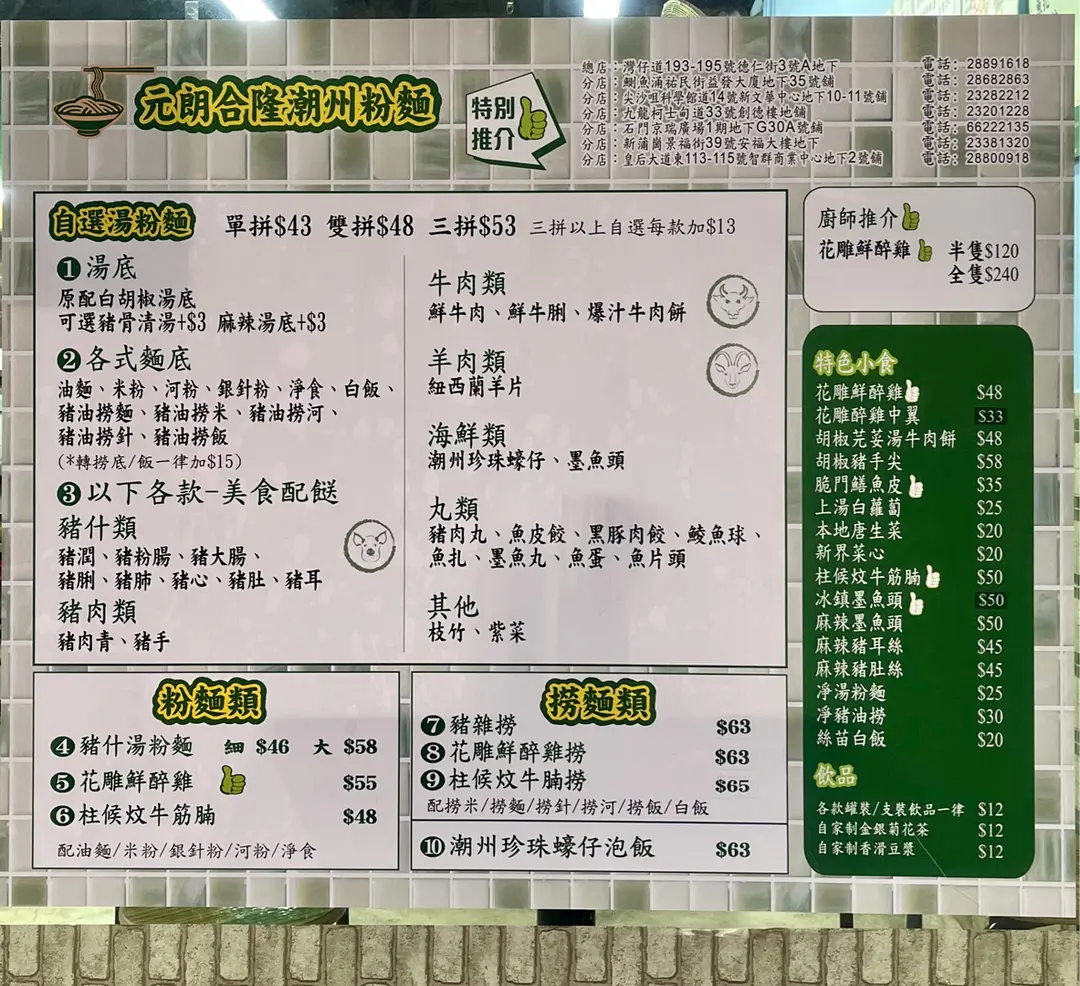 元朗合隆潮州粉麵
特別
推介
總店：灣仔道193-195號德仁街3號A地下 電話：28891618
分店：鰂魚涌祐民街益發大廈地下35號舖 電話：28682863
分店：尖沙咀科學館道14號新文華中心地下10-11號舖 電話：23282212
分店：九龍柯士甸道33號創德樓地舖 電話：23201228
分店：石門京瑞廣場1期地下G30A號舖 電話：66222135
分店：新蒲崗景福街39號安福大樓地下 電話：23381320
分店：皇后大道東113-115號智群商業中心地下2號舖 電話：28800918
自選湯粉麵 單拼$43 雙拼$48 三拼$53 三拼以上自選每款加$13
❶湯底
原配白胡椒湯底
可選豬骨清湯+$3 麻辣湯底+$3
❷各式麵底
油麵、米粉、河粉、銀針粉、淨食、白飯、
豬油撈麵、豬油撈米、豬油撈河、
豬油撈針、豬油撈飯
(*轉撈底/飯一律加$15)
❸以下各款-美食配餸
豬什類
豬潤、豬粉腸、豬大腸、
豬脷、豬肺、豬心、豬肚、豬耳
豬肉類
豬肉青、豬手
牛肉類
鮮牛肉、鮮牛脷、爆汁牛肉餅
羊肉類
紐西蘭羊片
海鮮類
潮州珍珠蠔仔、墨魚頭
丸類
豬肉丸、魚皮餃、黑豚肉餃、鯪魚球、
魚扎、墨魚丸、魚蛋、魚片頭
其他
枝竹、紫菜
粉麵類
❹豬什湯粉麵 細 $46 大 $58
❺花雕鮮醉雞 $55
❻柱候炆牛筋腩 $48
配油麵/米粉/銀針粉/河粉/淨食
撈麵類
❼豬雜撈 $63
❽花雕鮮醉雞撈 $63
❾柱候炆牛腩撈 $65
配撈米/撈麵/撈針/撈河/撈飯/白飯
❿潮州珍珠蠔仔泡飯 $63
廚師推介
花雕鮮醉雞 半隻$120
全隻$240
特色小食
花雕鮮醉雞 $48
花雕醉雞中翼 $33
胡椒芫荽湯牛肉餅 $48
胡椒豬手尖 $58
脆門鱔魚皮 $35
上湯白蘿蔔 $25
本地唐生菜 $20
新界菜心 $20
柱候炆牛筋腩 $50
冰鎮墨魚頭 $50
麻辣墨魚頭 $50
麻辣豬耳絲 $45
麻辣豬肚絲 $45
淨湯粉麵 $25
淨豬油撈 $30
絲苗白飯 $20
飲品
各款罐裝/支裝飲品一律 $12
自家制金銀菊花茶 $12
自家制香滑豆漿 $12